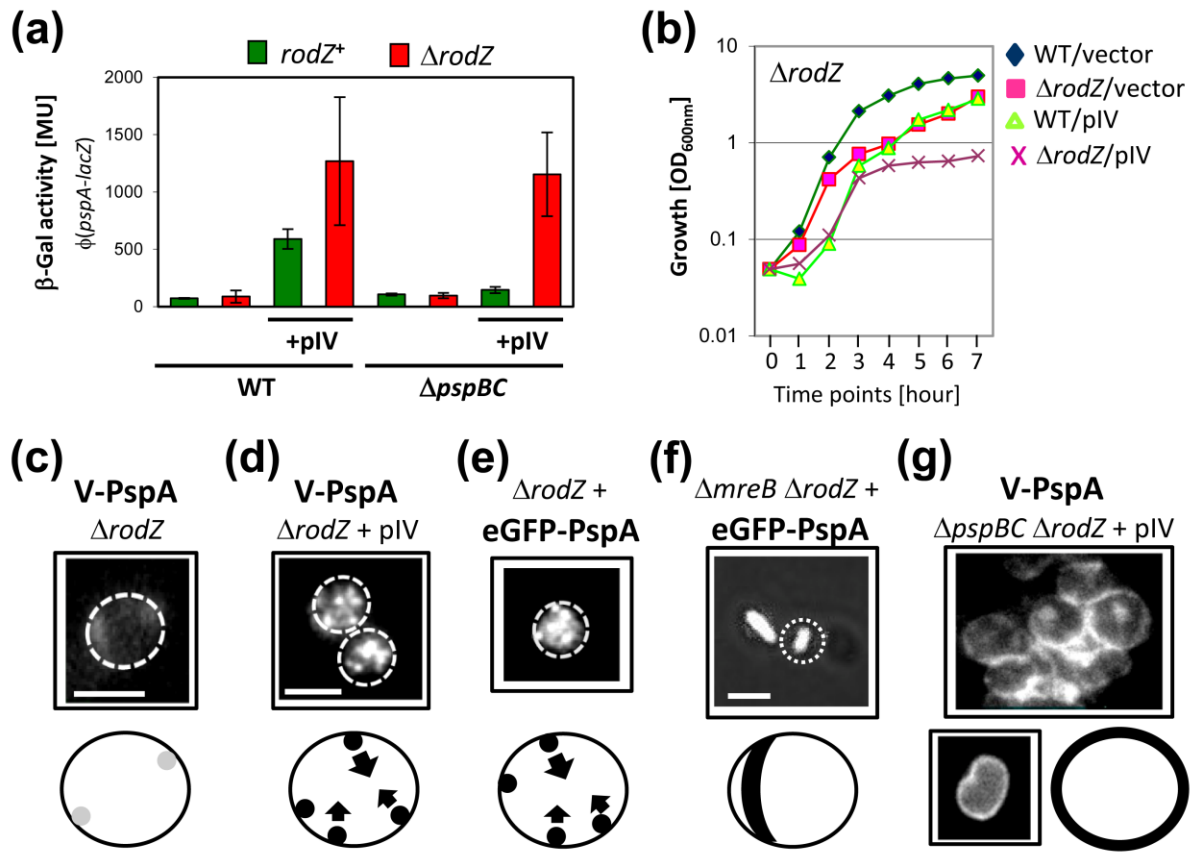 (a)
rodZ⁺
ΔrodZ
β-Gal activity [MU]
ϕ(pspA-lacZ)
2000
1500
1000
500
0
+pIV
+pIV
WT
ΔpspBC
(b)
ΔrodZ
Growth [OD₆₀₀ₙₘ]
10
1
0.1
0.01
0 1 2 3 4 5 6 7
Time points [hour]
WT/vector
ΔrodZ/vector
WT/pIV
ΔrodZ/pIV
(c)
V-PspA
ΔrodZ
(d)
V-PspA
ΔrodZ + pIV
(e)
ΔrodZ +
eGFP-PspA
(f)
ΔmreB ΔrodZ +
eGFP-PspA
(g)
V-PspA
ΔpspBC ΔrodZ + pIV